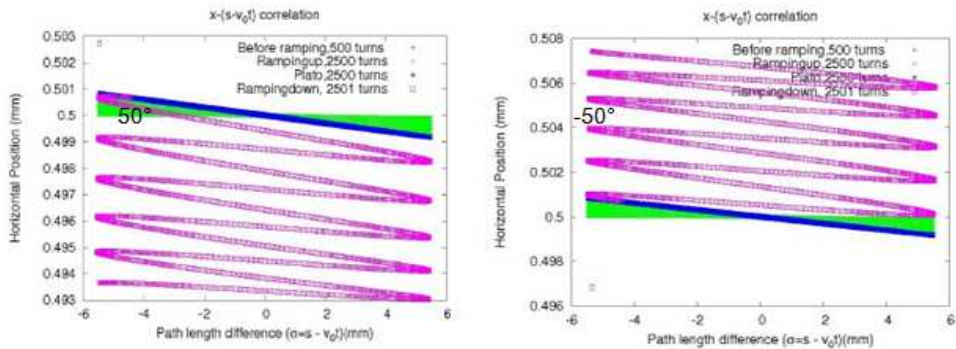 x-(s-v₀t) correlation
Before ramping,500 turns
Rampingup,2500 turns
Plato,2500 turns
Rampingdown, 2501 turns
50°
Horizontal Position (mm)
0.503
0.502
0.501
0.5
0.499
0.498
0.497
0.496
0.495
0.494
0.493
-6 -4 -2 0 2 4 6
Path length difference (σ=s - v₀t)(mm)
x-(s-v₀t) correlation
Before ramping,500 turns
Rampingup,2500 turns
Plato,2500 turns
Rampingdown, 2501 turns
-50°
Horizontal Position (mm)
0.508
0.506
0.504
0.502
0.5
0.498
0.496
-6 -4 -2 0 2 4 6
Path length difference (σ=s - v₀t)(mm)